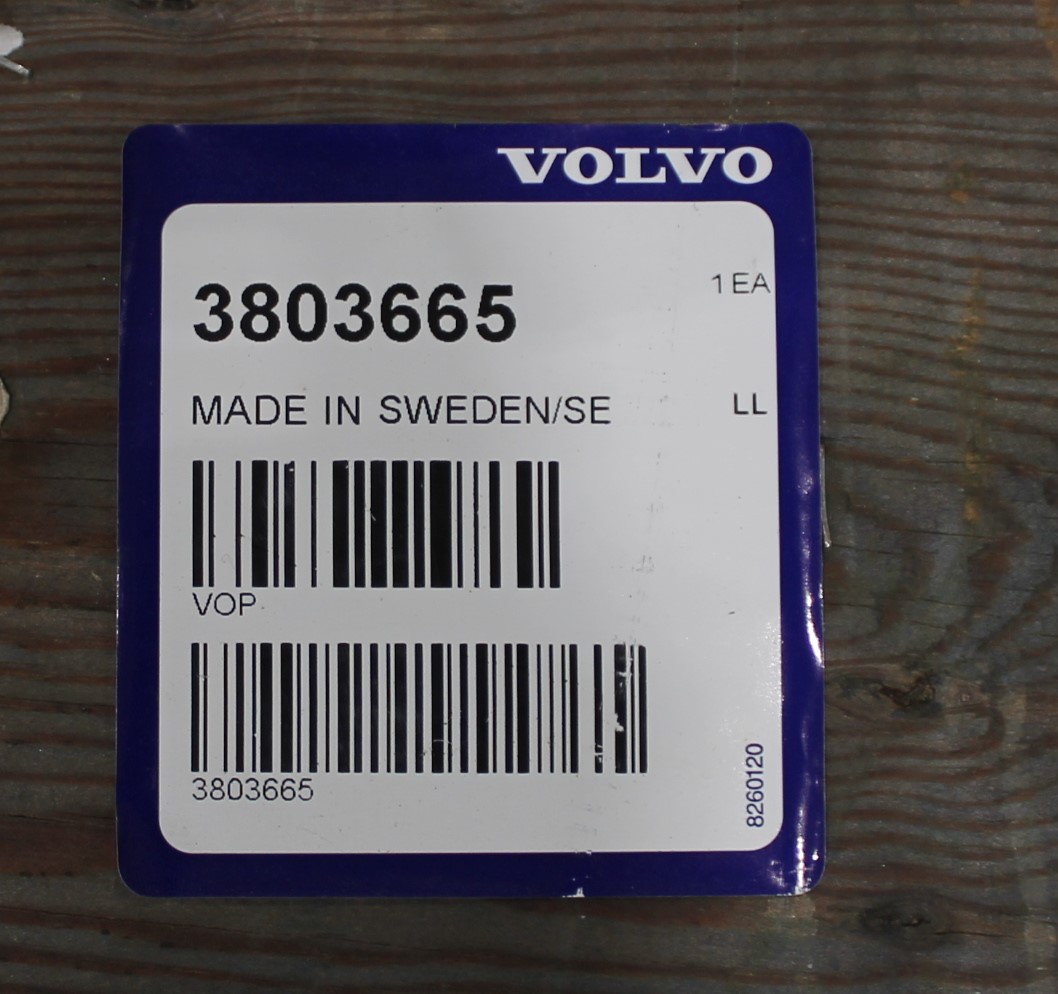 VOLVO
3803665
1 EA
MADE IN SWEDEN/SE
LL
VOP
3803665
8260120